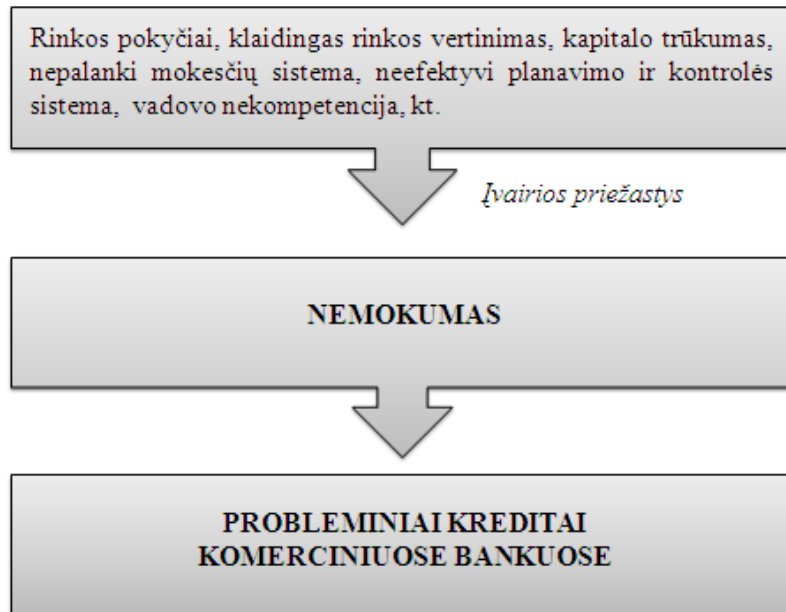 Rinkos pokyčiai, klaidingas rinkos vertinimas, kapitalo trūkumas,
nepalanki mokesčių sistema, neefektyvi planavimo ir kontrolės
sistema, vadovo nekompetencija, kt.
Įvairios priežastys
NEMOKUMAS
PROBLEMINIAI KREDITAI
KOMERCINIUOSE BANKUOSE